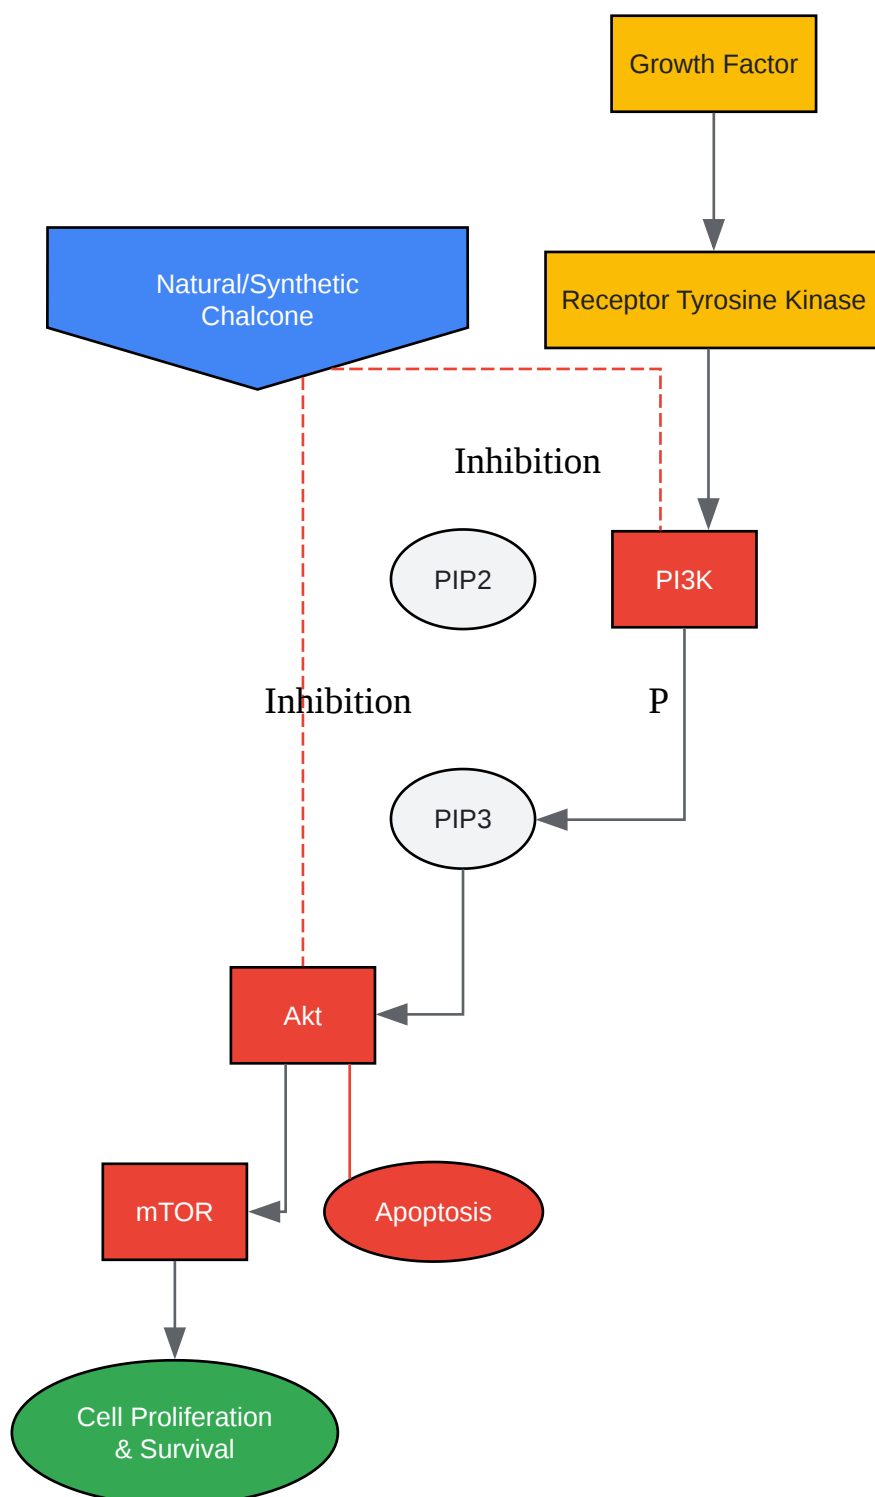 Growth Factor
Natural/Synthetic
Chalcone
Receptor Tyrosine Kinase
Inhibition
PIP2
PI3K
Inhibition
P
PIP3
Akt
mTOR
Apoptosis
Cell Proliferation
& Survival